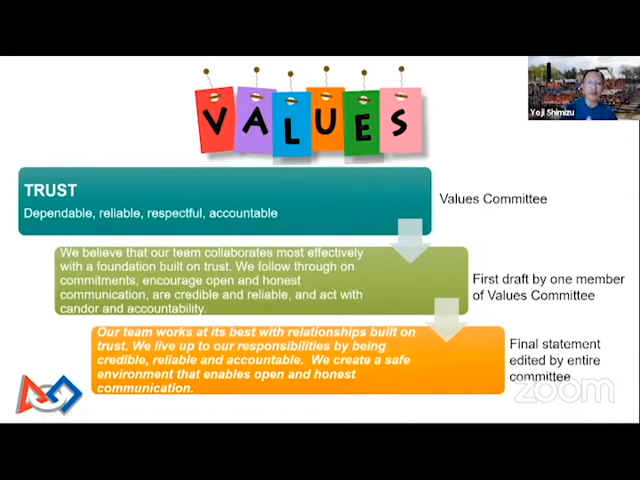 VALUES
Yoji Shimizu
TRUST
Dependable, reliable, respectful, accountable
Values Committee
We believe that our team collaborates most effectively
with a foundation built on trust. We follow through on
commitments, encourage open and honest
communication, are credible and reliable, and act with
candor and accountability.
First draft by one member
of Values Committee
Our team works at its best with relationships built on
trust. We live up to our responsibilities by being
credible, reliable and accountable. We create a safe
environment that enables open and honest
communication.
Final statement
edited by entire
committee
zoom